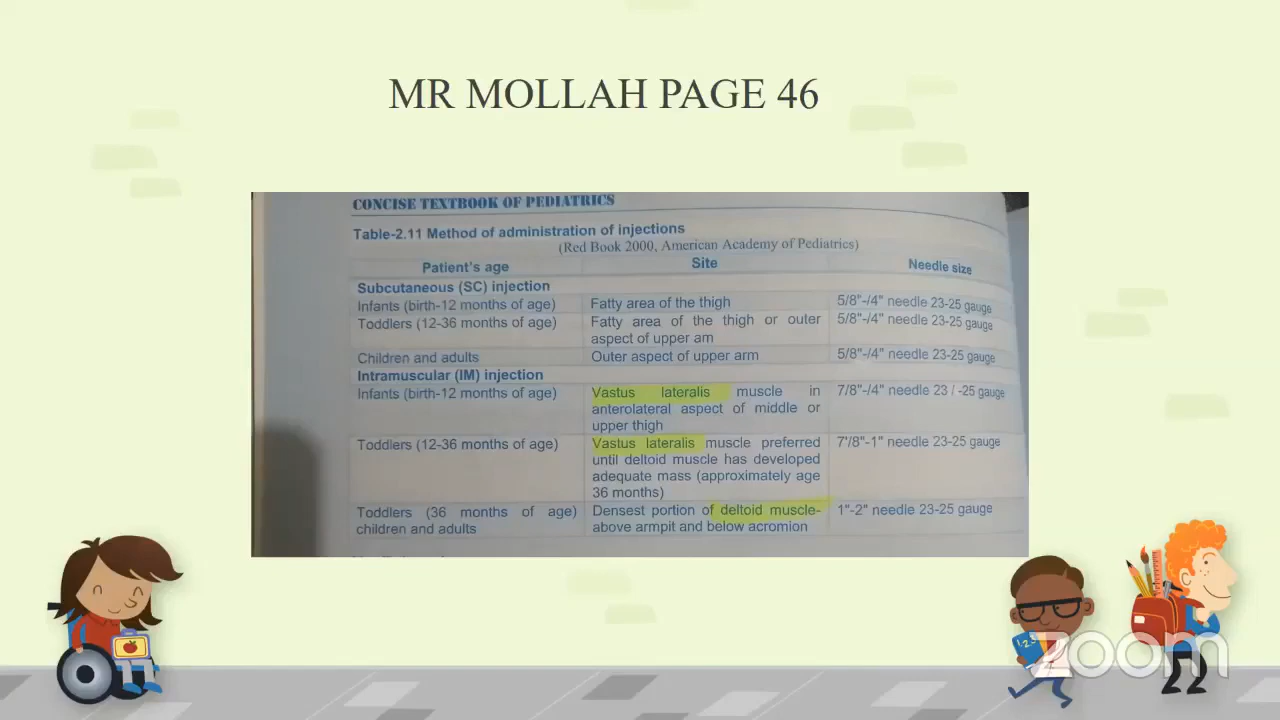 MR MOLLAH PAGE 46
CONCISE TEXTBOOK OF PEDIATRICS
Table-2.11 Method of administration of injections
(Red Book 2000, American Academy of Pediatrics)
Patient's age Site Needle size
Subcutaneous (SC) injection
Infants (birth-12 months of age) Fatty area of the thigh 5/8"-/4" needle 23-25 gauge
Toddlers (12-36 months of age) Fatty area of the thigh or outer 5/8"-/4" needle 23-25 gauge
aspect of upper am
Children and adults Outer aspect of upper arm 5/8"-/4" needle 23-25 gauge
Intramuscular (IM) injection
Infants (birth-12 months of age) Vastus lateralis muscle in 7/8"-/4" needle 23 / -25 gauge
anterolateral aspect of middle or
upper thigh
Toddlers (12-36 months of age) Vastus lateralis muscle preferred 7'/8"-1" needle 23-25 gauge
until deltoid muscle has developed
adequate mass (approximately age
36 months)
Toddlers (36 months of age) Densest portion of deltoid muscle- 1"-2" needle 23-25 gauge
children and adults above armpit and below acromion
zoom